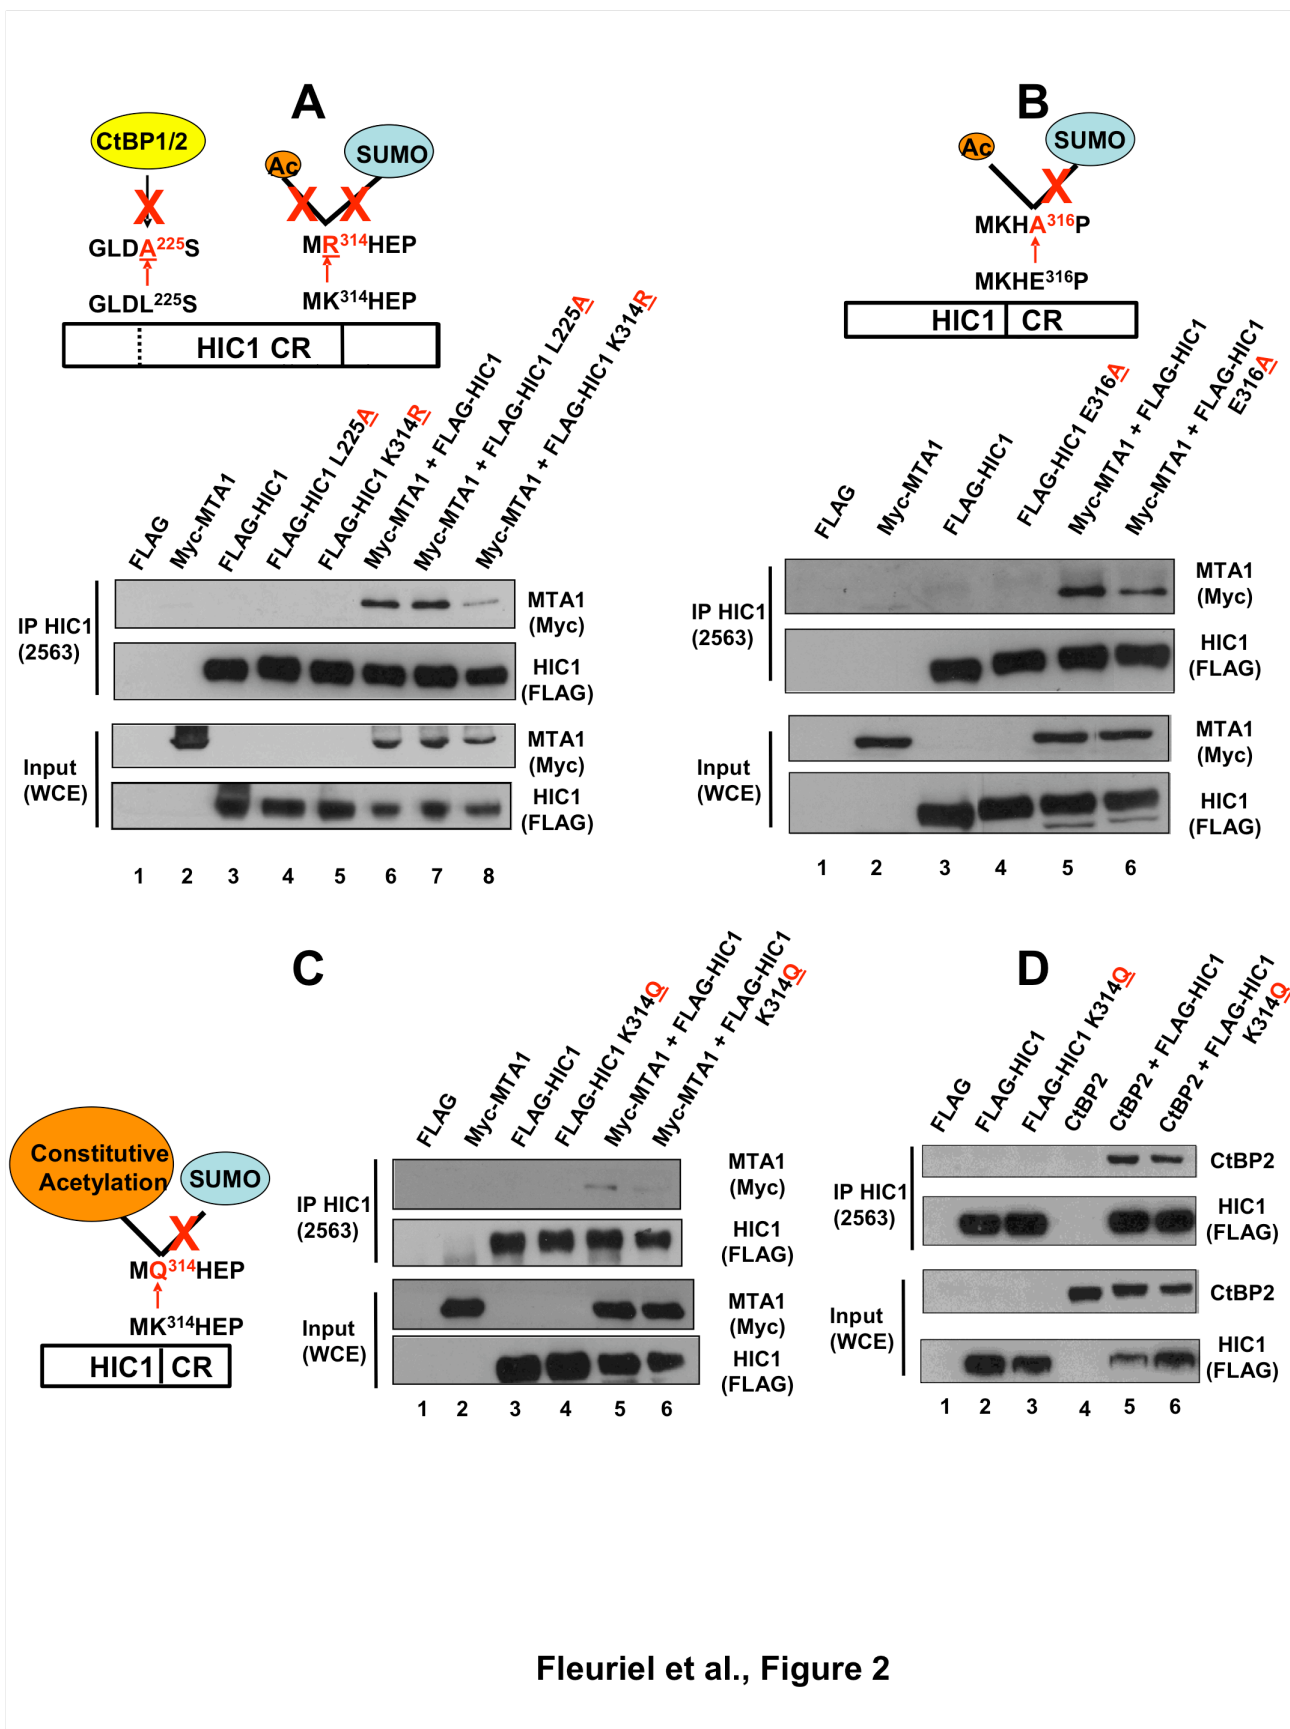 A
CtBP1/2
Ac
SUMO
X
X
X
GLDA225S
MR314HEP
GLDL225S
MK314HEP
HIC1 CR
FLAG
Myc-MTA1
FLAG-HIC1
FLAG-HIC1 L225A
FLAG-HIC1 K314R
Myc-MTA1 + FLAG-HIC1
Myc-MTA1 + FLAG-HIC1 L225A
Myc-MTA1 + FLAG-HIC1 K314R
IP HIC1
(2563)
MTA1
(Myc)
HIC1
(FLAG)
Input
(WCE)
MTA1
(Myc)
HIC1
(FLAG)
1 2 3 4 5 6 7 8
B
Ac
SUMO
X
MKHA316P
MKHE316P
HIC1 CR
FLAG
Myc-MTA1
FLAG-HIC1
FLAG-HIC1 E316A
Myc-MTA1 + FLAG-HIC1
Myc-MTA1 + FLAG-HIC1
E316A
IP HIC1
(2563)
MTA1
(Myc)
HIC1
(FLAG)
Input
(WCE)
MTA1
(Myc)
HIC1
(FLAG)
1 2 3 4 5 6
C
Constitutive
Acetylation
SUMO
X
MQ314HEP
MK314HEP
HIC1 CR
FLAG
Myc-MTA1
FLAG-HIC1
FLAG-HIC1 K314Q
Myc-MTA1 + FLAG-HIC1
Myc-MTA1 + FLAG-HIC1
K314Q
IP HIC1
(2563)
MTA1
(Myc)
HIC1
(FLAG)
Input
(WCE)
MTA1
(Myc)
HIC1
(FLAG)
1 2 3 4 5 6
D
FLAG
FLAG-HIC1
FLAG-HIC1 K314Q
CtBP2
CtBP2 + FLAG-HIC1
CtBP2 + FLAG-HIC1
K314Q
IP HIC1
(2563)
CtBP2
HIC1
(FLAG)
Input
(WCE)
CtBP2
HIC1
(FLAG)
1 2 3 4 5 6
Fleuriel et al., Figure 2